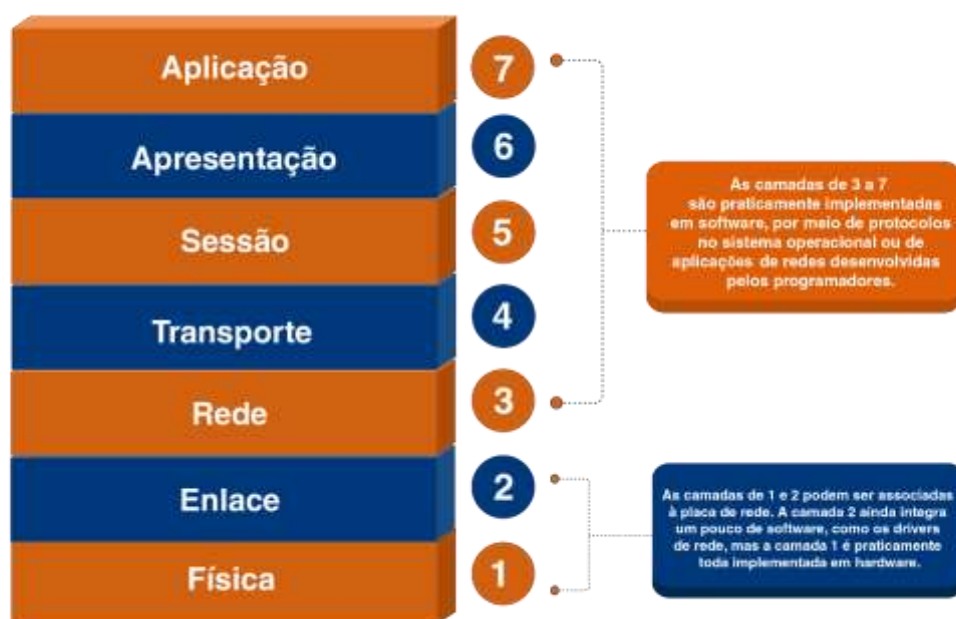 Aplicação
7
Apresentação
6
Sessão
5
Transporte
4
Rede
3
Enlace
2
Física
1
As camadas de 3 a 7
são praticamente implementadas
em software, por meio de protocolos
no sistema operacional ou de
aplicações de redes desenvolvidas
pelos programadores.
As camadas de 1 e 2 podem ser associadas
à placa de rede. A camada 2 ainda integra
um pouco de software, como os drivers
de rede, mas a camada 1 é praticamente
toda implementada em hardware.